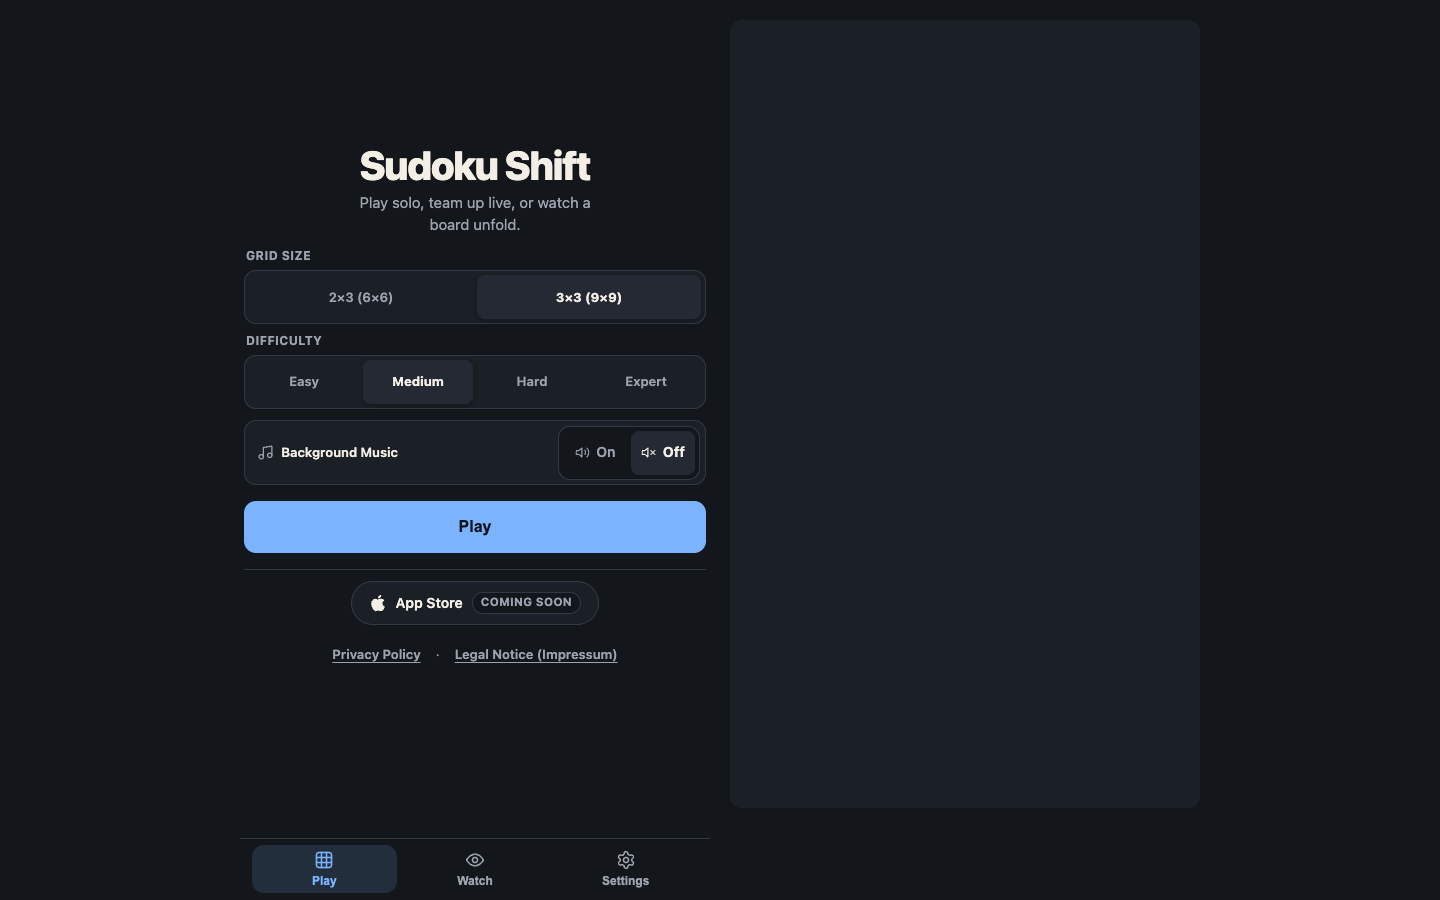 Sudoku Shift
Play solo, team up live, or watch a
board unfold.
GRID SIZE
2×3 (6×6)
3×3 (9×9)
DIFFICULTY
Easy
Medium
Hard
Expert
Background Music
On
Off
Play
App Store
COMING SOON
Privacy Policy · Legal Notice (Impressum)
Play
Watch
Settings